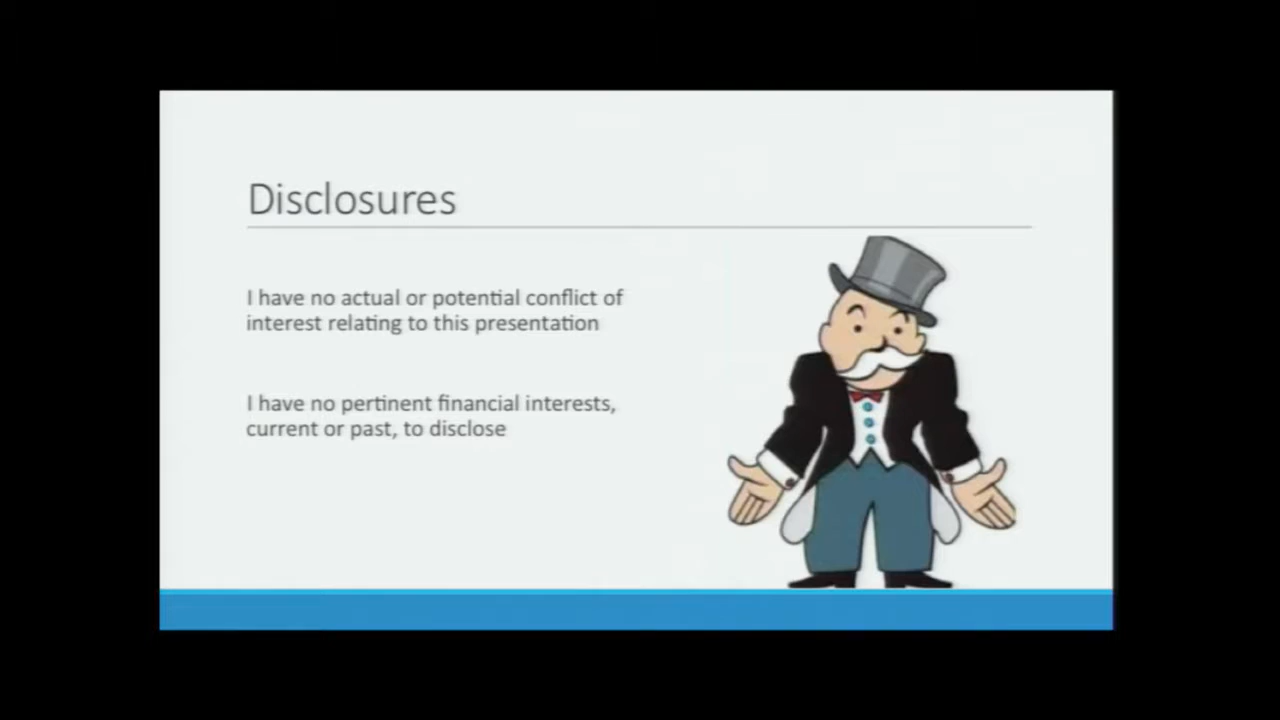 Disclosures
I have no actual or potential conflict of
interest relating to this presentation
I have no pertinent financial interests,
current or past, to disclose